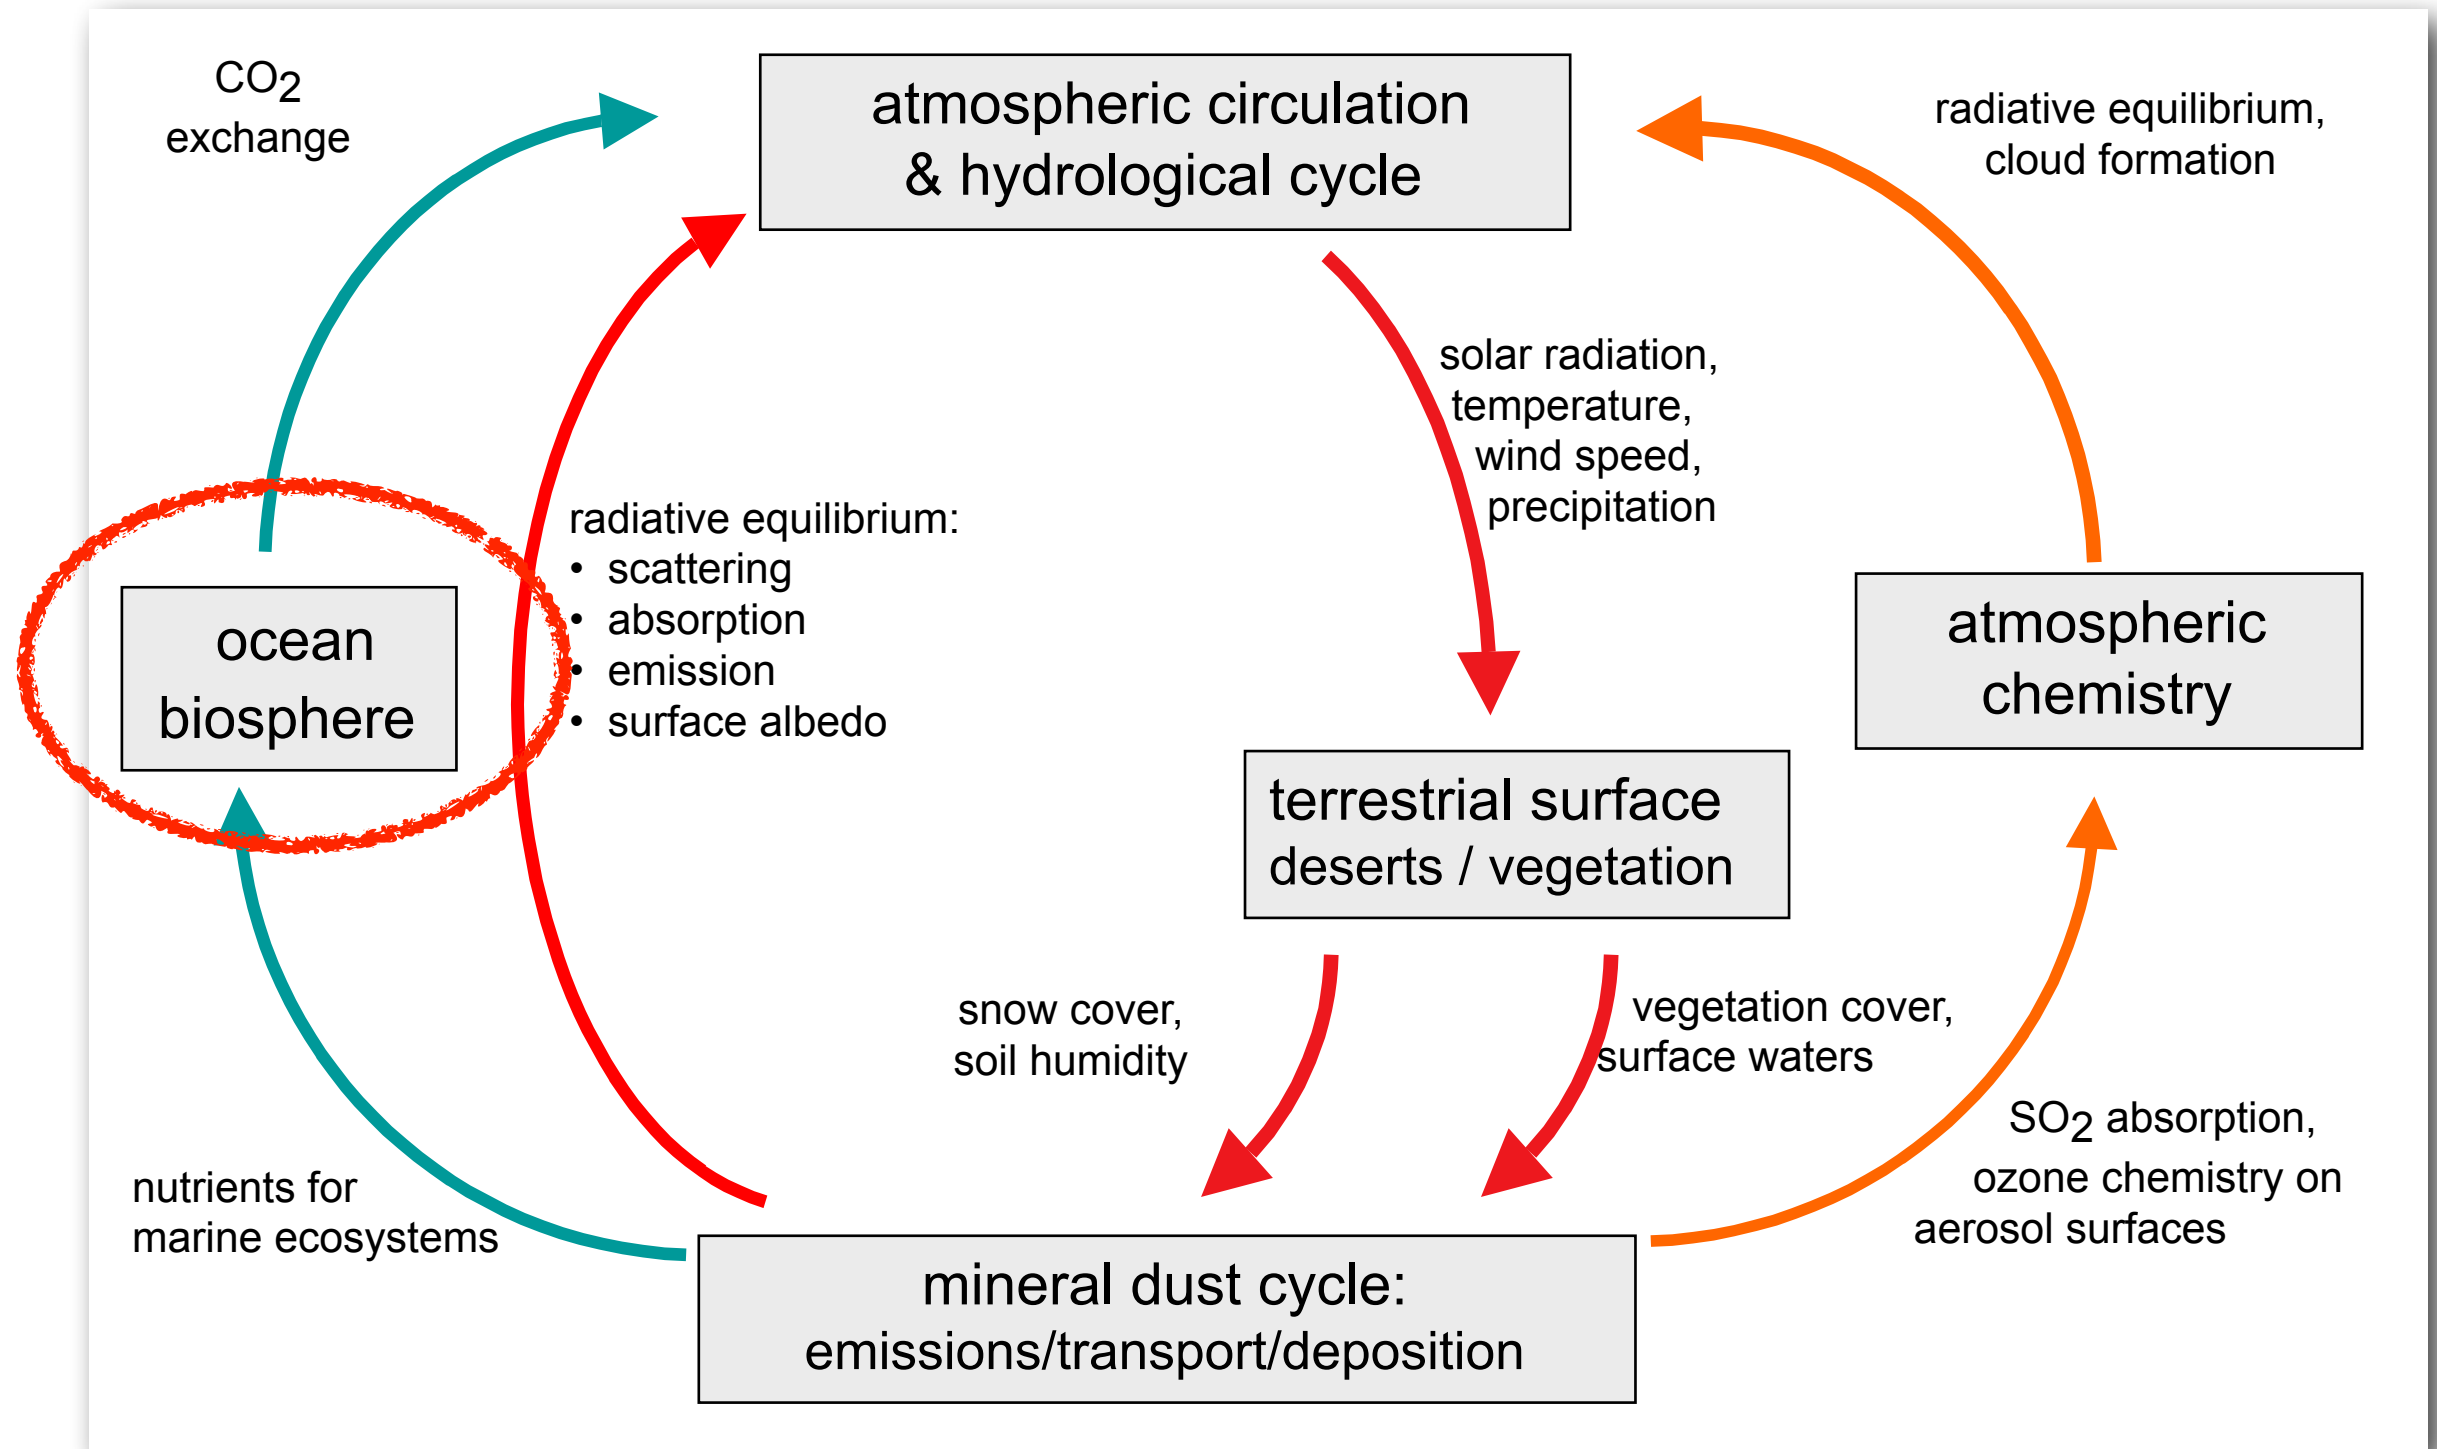 CO2
exchange
atmospheric circulation
& hydrological cycle
radiative equilibrium,
cloud formation
solar radiation,
temperature,
wind speed,
precipitation
radiative equilibrium:
• scattering
• absorption
• emission
• surface albedo
ocean
biosphere
atmospheric
chemistry
terrestrial surface
deserts / vegetation
snow cover,
soil humidity
vegetation cover,
surface waters
SO2 absorption,
ozone chemistry on
aerosol surfaces
nutrients for
marine ecosystems
mineral dust cycle:
emissions/transport/deposition